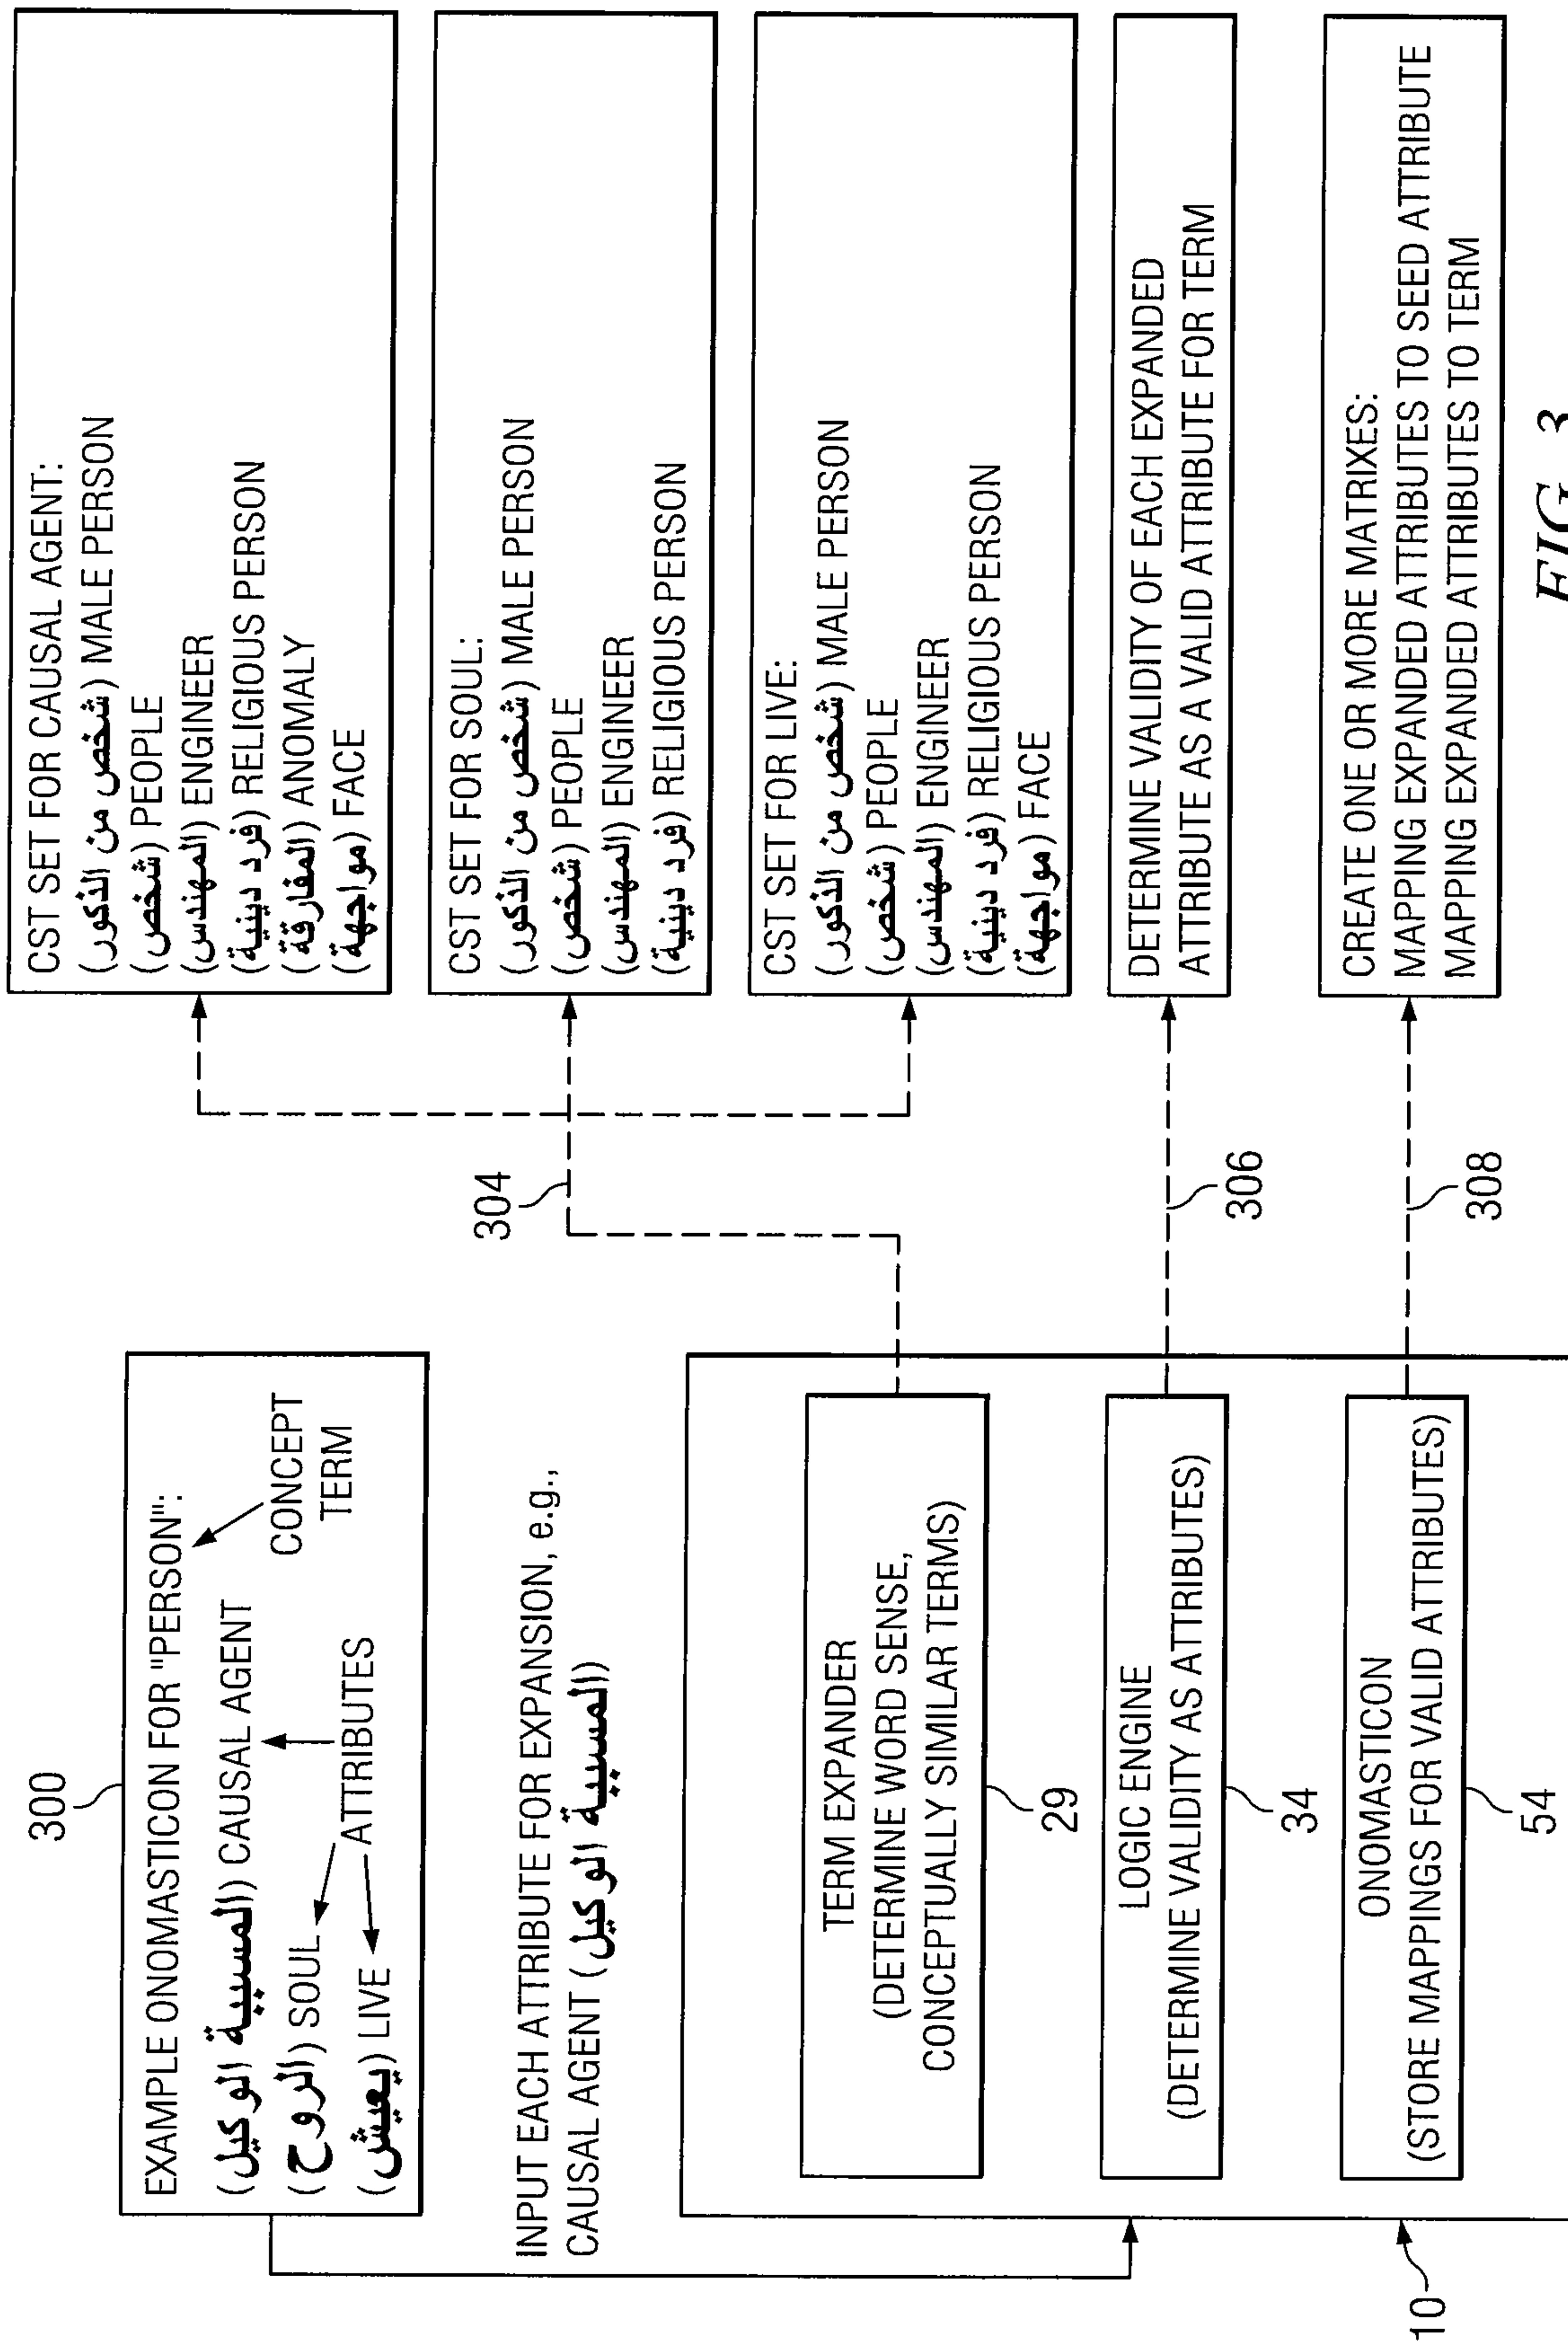 300
EXAMPLE ONOMASTICON FOR "PERSON":
(المسببة الوكيل) CAUSAL AGENT
(الروح) SOUL
(يعيش) LIVE
ATTRIBUTES
CONCEPT
TERM
INPUT EACH ATTRIBUTE FOR EXPANSION, e.g.,
CAUSAL AGENT (المسببة الوكيل)
10
TERM EXPANDER
(DETERMINE WORD SENSE,
CONCEPTUALLY SIMILAR TERMS)
29
LOGIC ENGINE
(DETERMINE VALIDITY AS ATTRIBUTES)
34
ONOMASTICON
(STORE MAPPINGS FOR VALID ATTRIBUTES)
54
304
306
308
CST SET FOR CAUSAL AGENT:
(شخص من الذكور) MALE PERSON
(شخص) PEOPLE
(المهندس) ENGINEER
(فرد دينية) RELIGIOUS PERSON
(المفارقة) ANOMALY
(مواجهة) FACE
CST SET FOR SOUL:
(شخص من الذكور) MALE PERSON
(شخص) PEOPLE
(المهندس) ENGINEER
(فرد دينية) RELIGIOUS PERSON
CST SET FOR LIVE:
(شخص من الذكور) MALE PERSON
(شخص) PEOPLE
(المهندس) ENGINEER
(فرد دينية) RELIGIOUS PERSON
(مواجهة) FACE
DETERMINE VALIDITY OF EACH EXPANDED
ATTRIBUTE AS A VALID ATTRIBUTE FOR TERM
CREATE ONE OR MORE MATRIXES:
MAPPING EXPANDED ATTRIBUTES TO SEED ATTRIBUTE
MAPPING EXPANDED ATTRIBUTES TO TERM
FIG. 3